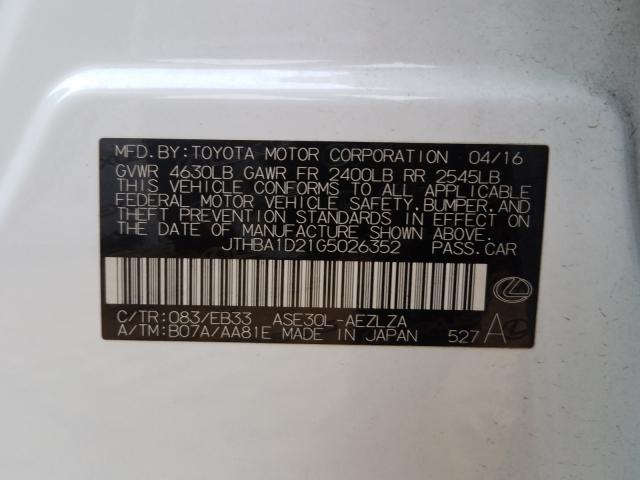 MFD.BY:TOYOTA MOTOR CORPORATION 04/16
GVWR 4630LB GAWR FR 2400LB RR 2545LB
THIS VEHICLE CONFORMS TO ALL APPLICABLE
FEDERAL MOTOR VEHICLE SAFETY,BUMPER,AND
THEFT PREVENTION STANDARDS IN EFFECT ON
THE DATE OF MANUFACTURE SHOWN ABOVE.
JTHBA1D21G5026352 PASS.CAR
C/TR:083/EB33 ASE30L-AEZLZA
A/TM:B07A/AA81E MADE IN JAPAN 527 A